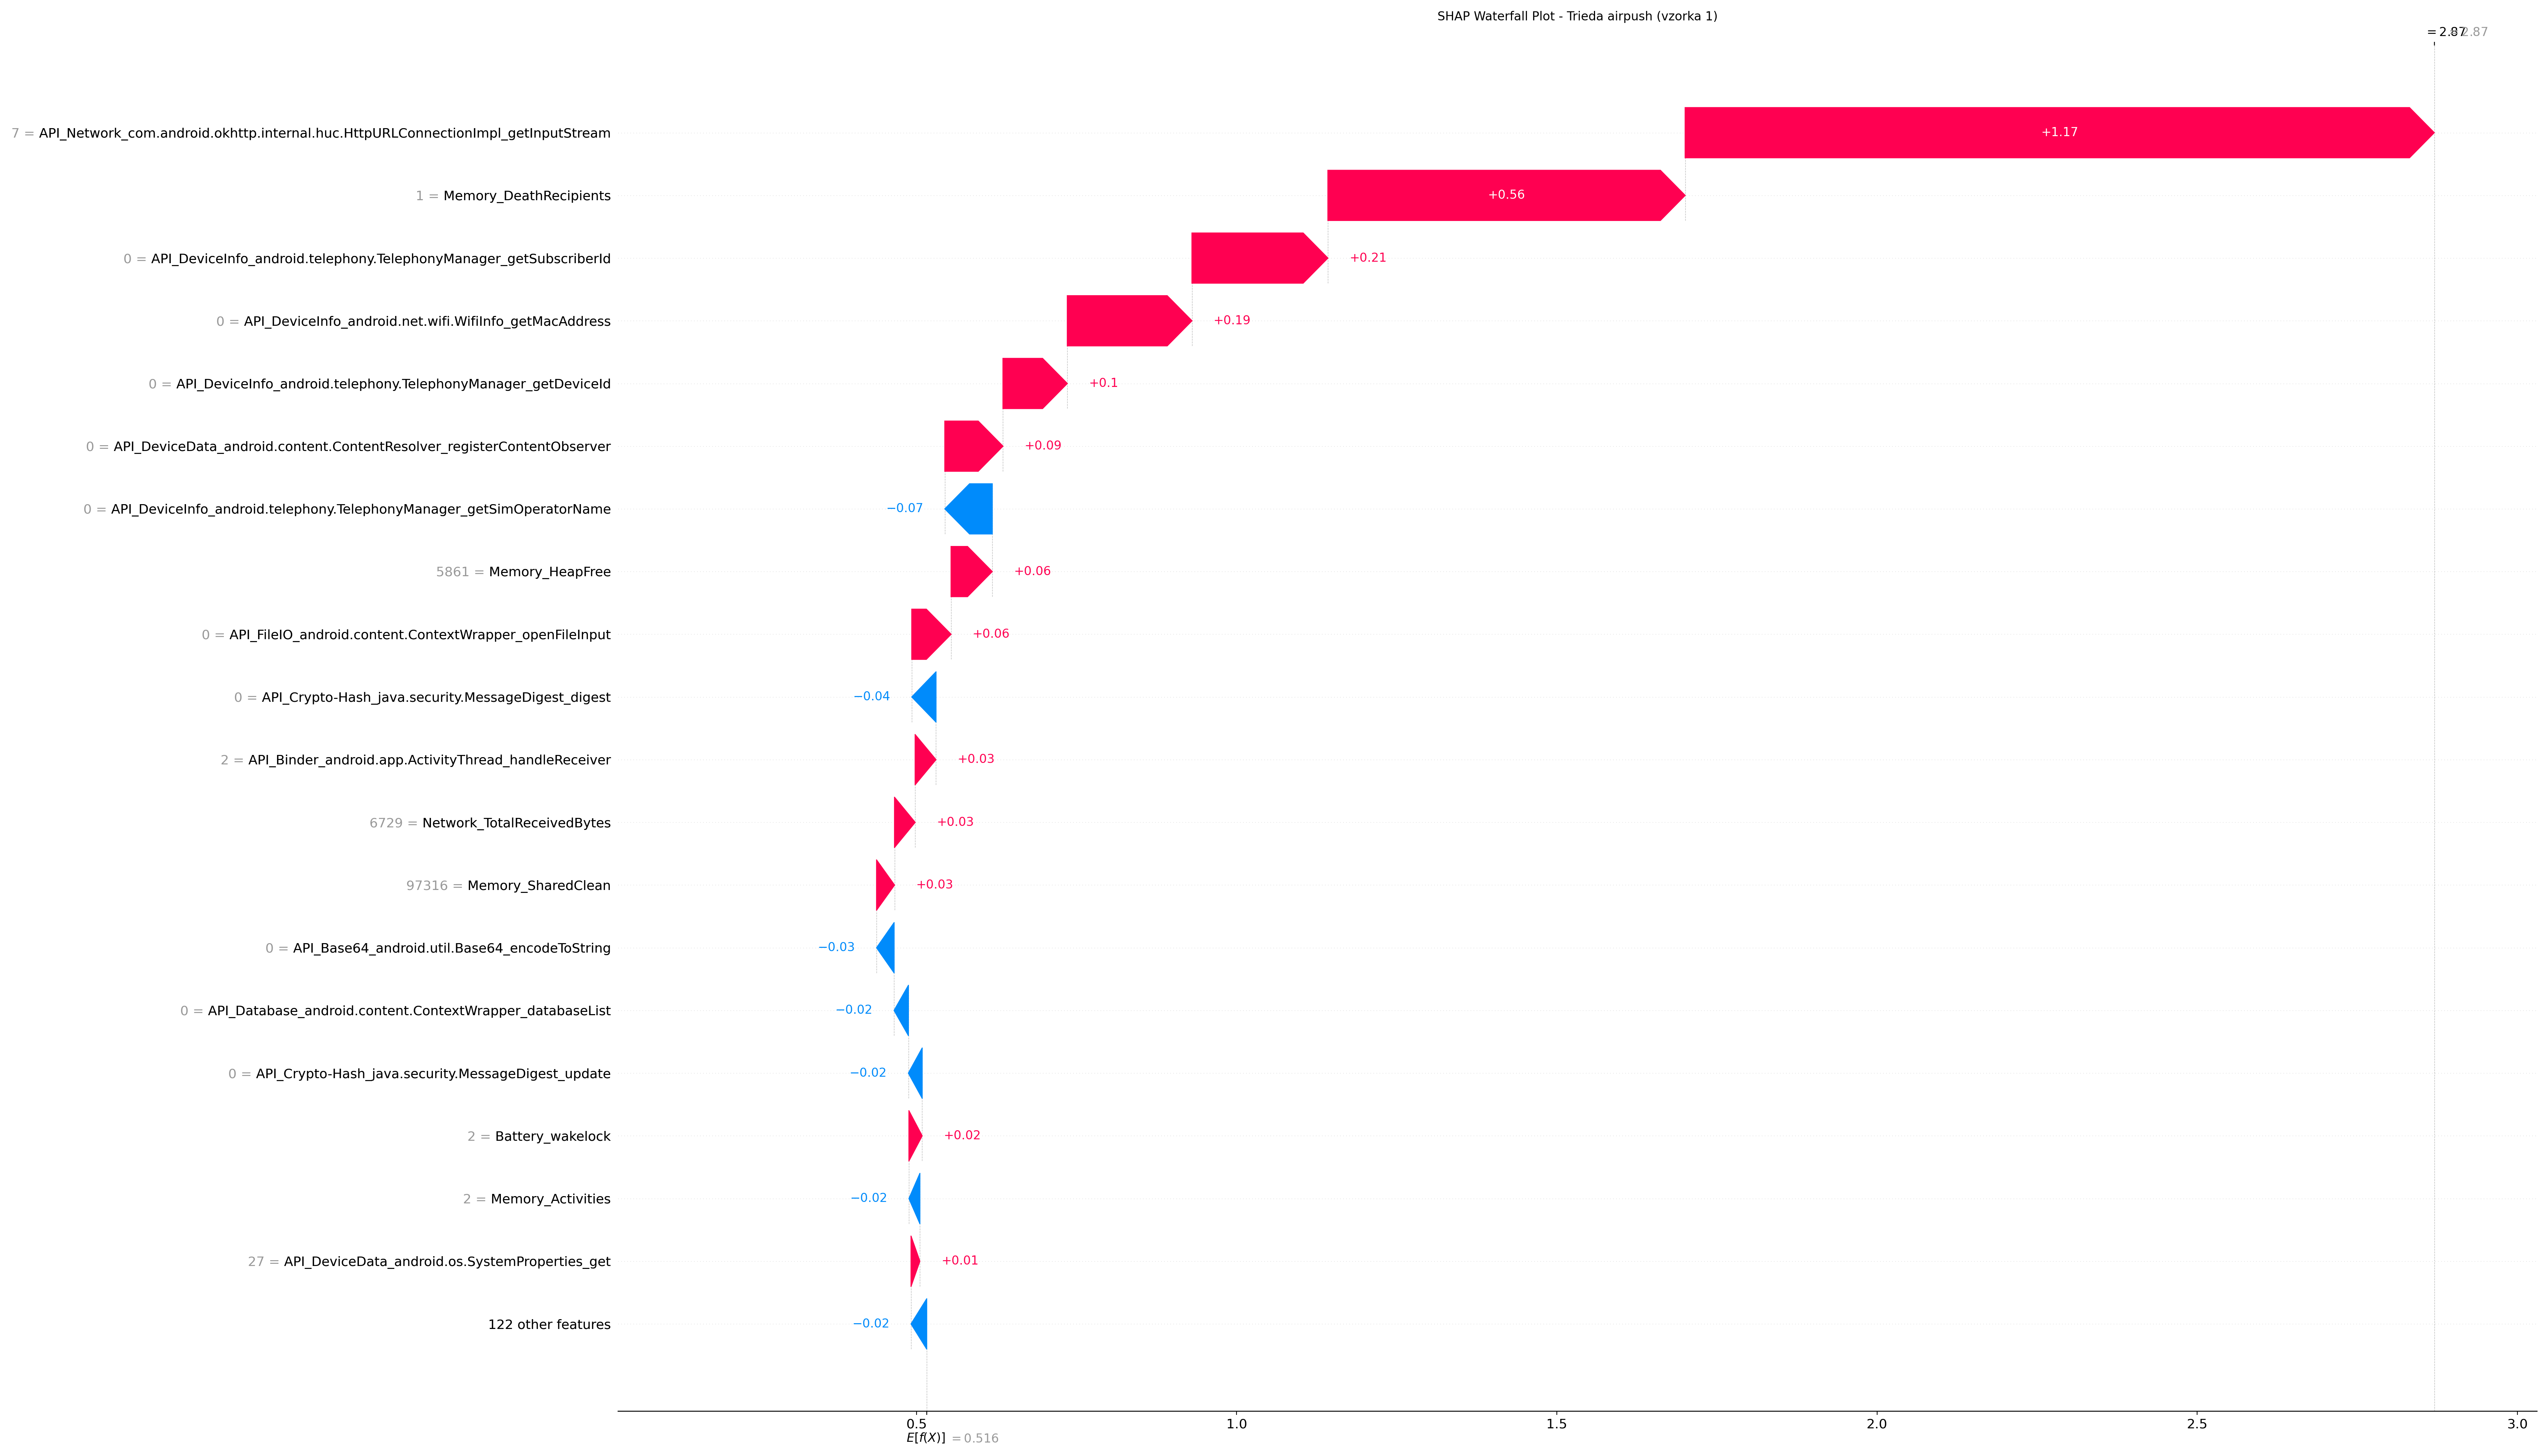 SHAP Waterfall Plot - Trieda airpush (vzorka 1)
= 2.87
7 = API_Network_com.android.okhttp.internal.huc.HttpURLConnectionImpl_getInputStream +1.17
1 = Memory_DeathRecipients +0.56
0 = API_DeviceInfo_android.telephony.TelephonyManager_getSubscriberId +0.21
0 = API_DeviceInfo_android.net.wifi.WifiInfo_getMacAddress +0.19
0 = API_DeviceInfo_android.telephony.TelephonyManager_getDeviceId +0.1
0 = API_DeviceData_android.content.ContentResolver_registerContentObserver +0.09
0 = API_DeviceInfo_android.telephony.TelephonyManager_getSimOperatorName −0.07
5861 = Memory_HeapFree +0.06
0 = API_FileIO_android.content.ContextWrapper_openFileInput +0.06
0 = API_Crypto-Hash_java.security.MessageDigest_digest −0.04
2 = API_Binder_android.app.ActivityThread_handleReceiver +0.03
6729 = Network_TotalReceivedBytes +0.03
97316 = Memory_SharedClean +0.03
0 = API_Base64_android.util.Base64_encodeToString −0.03
0 = API_Database_android.content.ContextWrapper_databaseList −0.02
0 = API_Crypto-Hash_java.security.MessageDigest_update −0.02
2 = Battery_wakelock +0.02
2 = Memory_Activities −0.02
27 = API_DeviceData_android.os.SystemProperties_get +0.01
122 other features −0.02
0.5 1.0 1.5 2.0 2.5 3.0
E[f(X)] = 0.516